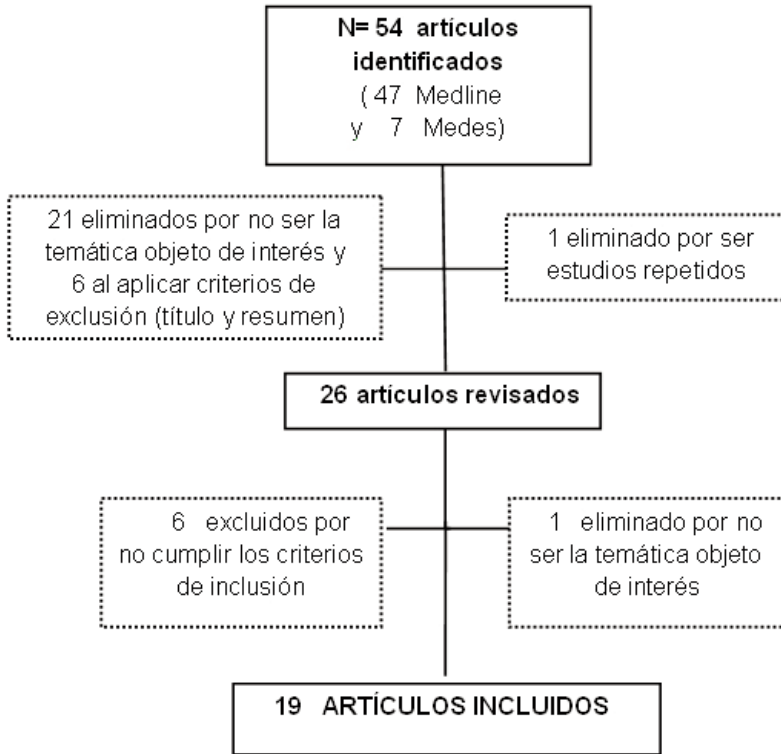 N= 54 artículos
identificados
( 47 Medline
y 7 Medes)
21 eliminados por no ser la
temática objeto de interés y
6 al aplicar criterios de
exclusión (título y resumen)
1 eliminado por ser
estudios repetidos
26 artículos revisados
6 excluidos por
no cumplir los criterios
de inclusión
1 eliminado por no
ser la temática objeto
de interés
19 ARTÍCULOS INCLUIDOS